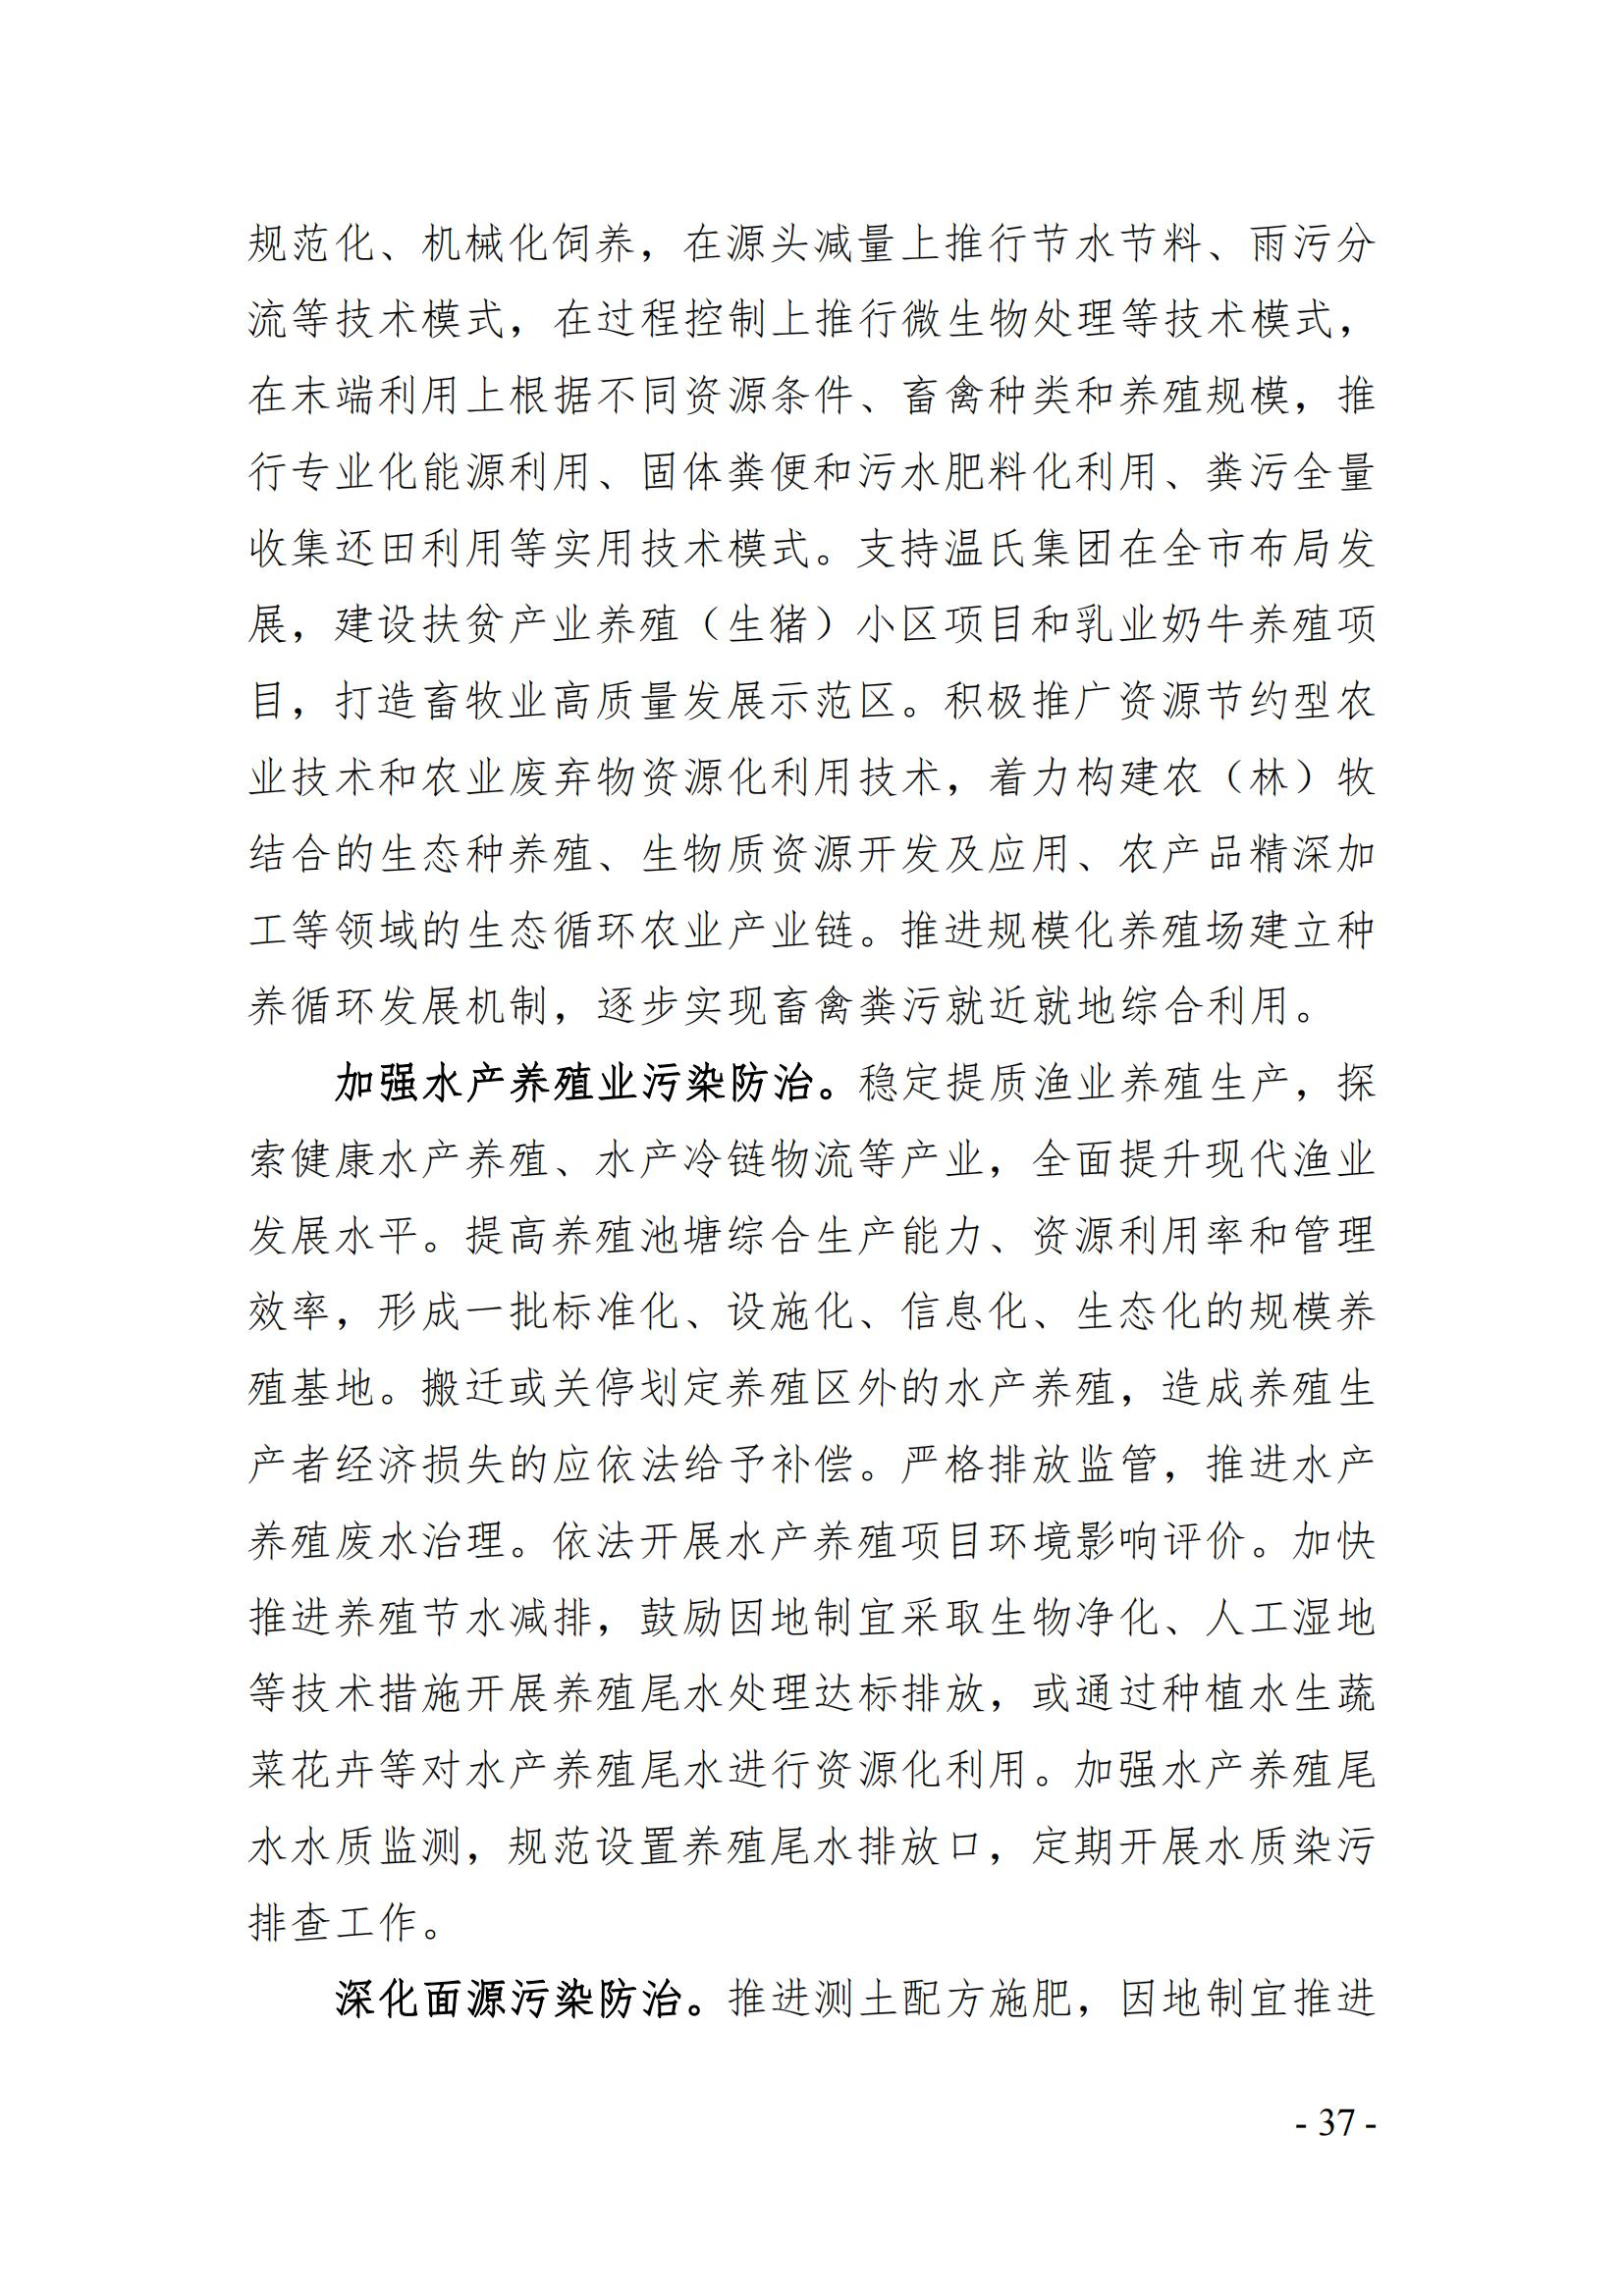 规范化、机械化饲养，在源头减量上推行节水节料、雨污分
流等技术模式，在过程控制上推行微生物处理等技术模式，
在末端利用上根据不同资源条件、畜禽种类和养殖规模，推
行专业化能源利用、固体粪便和污水肥料化利用、粪污全量
收集还田利用等实用技术模式。支持温氏集团在全市布局发
展，建设扶贫产业养殖（生猪）小区项目和乳业奶牛养殖项
目，打造畜牧业高质量发展示范区。积极推广资源节约型农
业技术和农业废弃物资源化利用技术，着力构建农（林）牧
结合的生态种养殖、生物质资源开发及应用、农产品精深加
工等领域的生态循环农业产业链。推进规模化养殖场建立种
养循环发展机制，逐步实现畜禽粪污就近就地综合利用。
加强水产养殖业污染防治。稳定提质渔业养殖生产，探
索健康水产养殖、水产冷链物流等产业，全面提升现代渔业
发展水平。提高养殖池塘综合生产能力、资源利用率和管理
效率，形成一批标准化、设施化、信息化、生态化的规模养
殖基地。搬迁或关停划定养殖区外的水产养殖，造成养殖生
产者经济损失的应依法给予补偿。严格排放监管，推进水产
养殖废水治理。依法开展水产养殖项目环境影响评价。加快
推进养殖节水减排，鼓励因地制宜采取生物净化、人工湿地
等技术措施开展养殖尾水处理达标排放，或通过种植水生蔬
菜花卉等对水产养殖尾水进行资源化利用。加强水产养殖尾
水水质监测，规范设置养殖尾水排放口，定期开展水质染污
排查工作。
深化面源污染防治。推进测土配方施肥，因地制宜推进
- 37 -